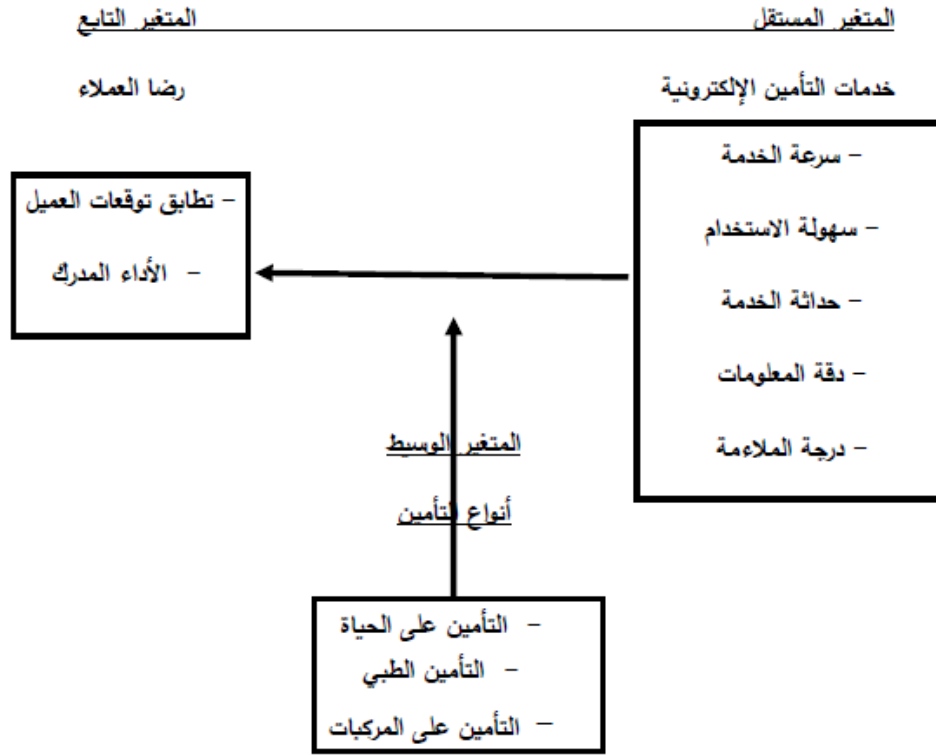 المتغير المستقل
المتغير التابع
خدمات التأمين الإلكترونية
رضا العملاء
– سرعة الخدمة
– سهولة الاستخدام
– حداثة الخدمة
– دقة المعلومات
– درجة الملاءمة
– تطابق توقعات العميل
– الأداء المدرك
المتغير الوسيط
أنواع التأمين
– التأمين على الحياة
– التأمين الطبي
– التأمين على المركبات